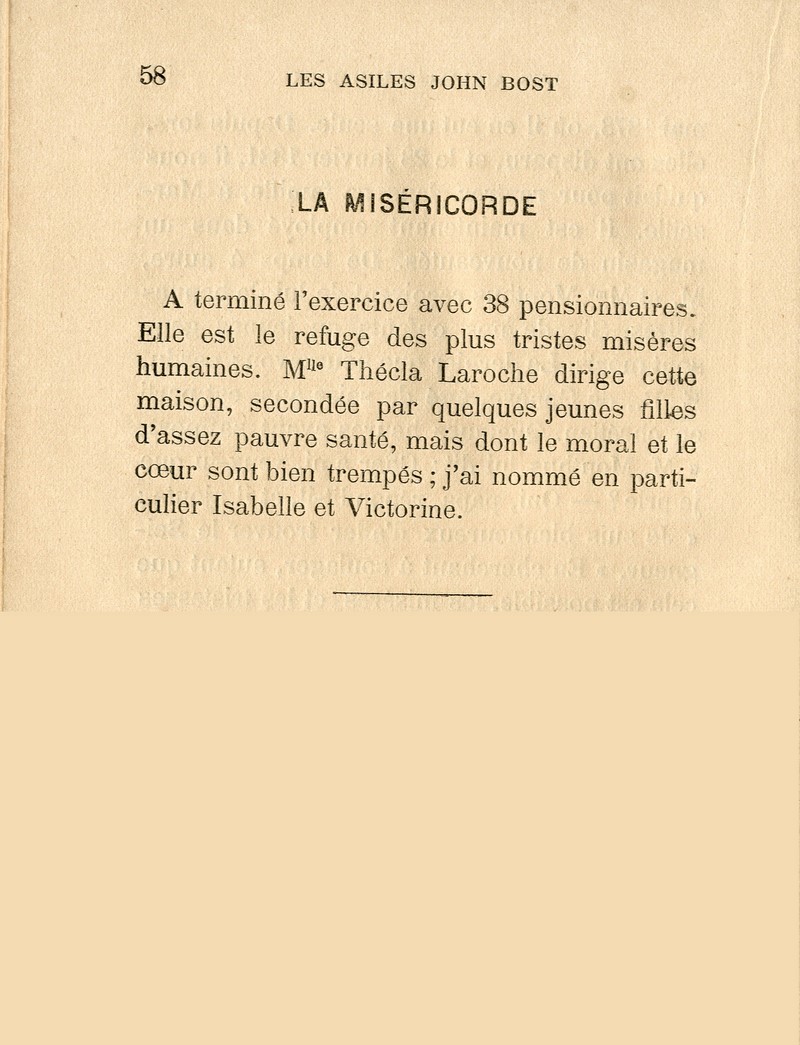 58
LES ASILES JOHN BOST
LA MISÉRICORDE
A terminé l'exercice avec 38 pensionnaires.
Elle est le refuge des plus tristes misères
humaines. Mlle Thécla Laroche dirige cette
maison, secondée par quelques jeunes filles
d'assez pauvre santé, mais dont le moral et le
cœur sont bien trempés ; j'ai nommé en parti-
culier Isabelle et Victorine.